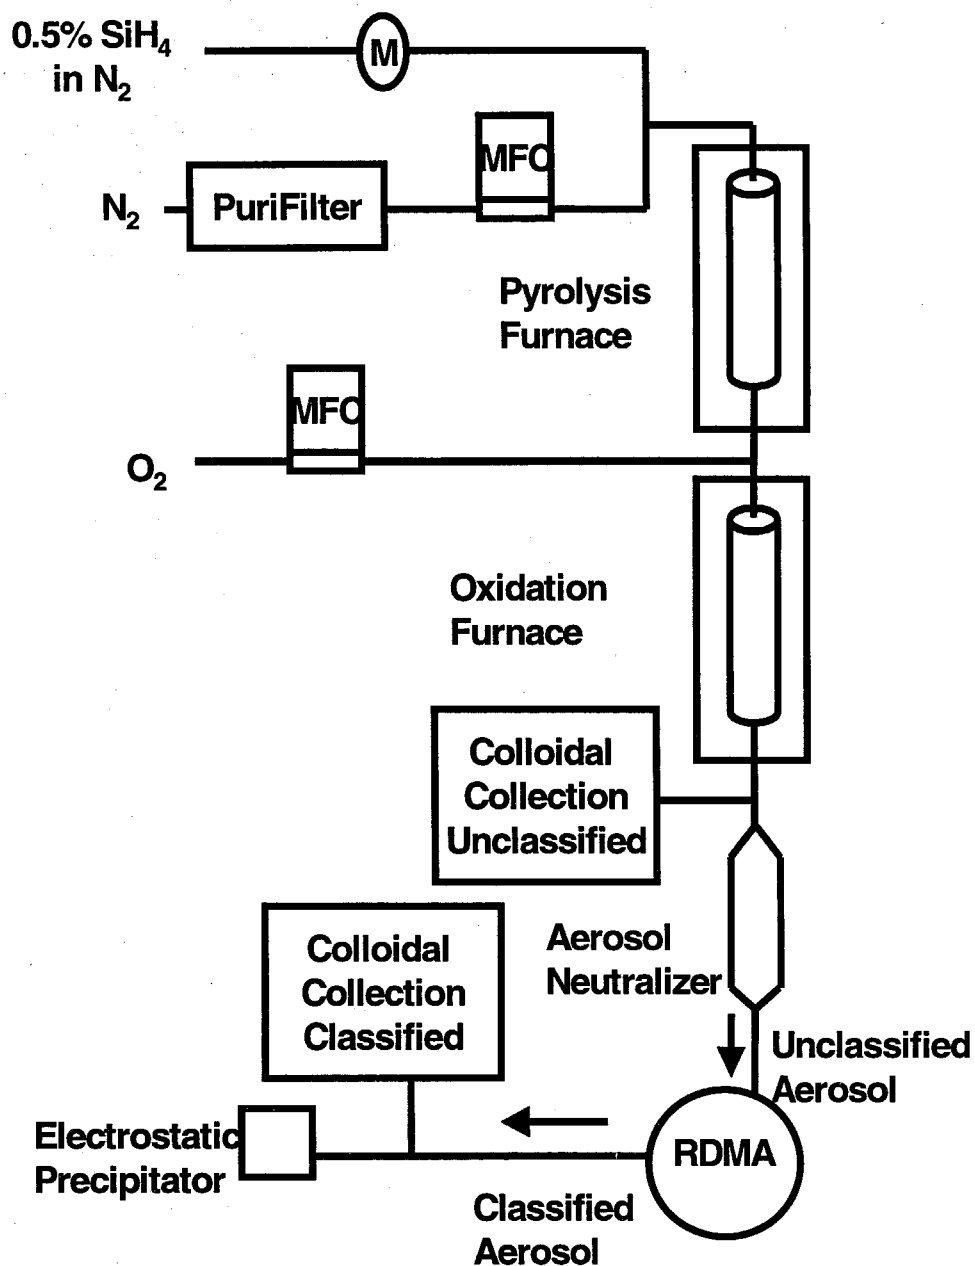 0.5% SiH₄
in N₂
M
MFC
N₂
PuriFilter
Pyrolysis
Furnace
MFC
O₂
Oxidation
Furnace
Colloidal
Collection
Unclassified
Colloidal
Collection
Classified
Aerosol
Neutralizer
Unclassified
Aerosol
Electrostatic
Precipitator
RDMA
Classified
Aerosol